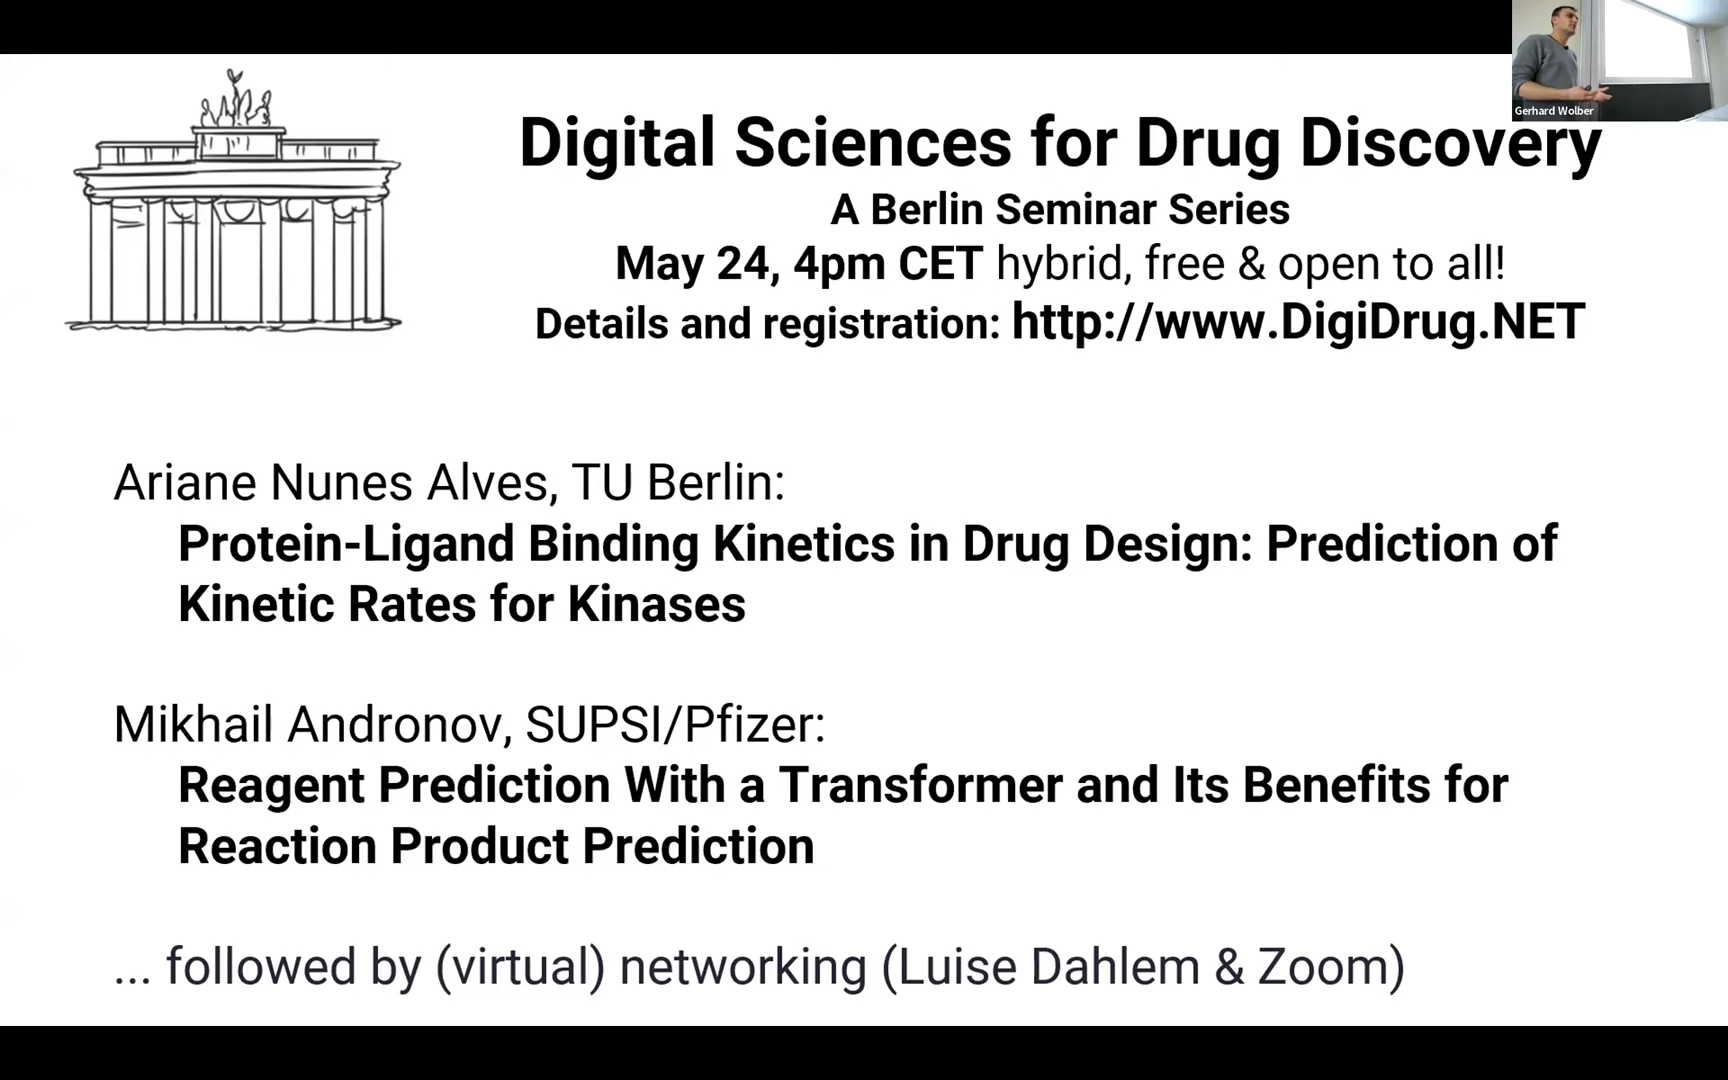 Gerhard Wolber
Digital Sciences for Drug Discovery
A Berlin Seminar Series
May 24, 4pm CET hybrid, free & open to all!
Details and registration: http://www.DigiDrug.NET
Ariane Nunes Alves, TU Berlin:
Protein-Ligand Binding Kinetics in Drug Design: Prediction of
Kinetic Rates for Kinases
Mikhail Andronov, SUPSI/Pfizer:
Reagent Prediction With a Transformer and Its Benefits for
Reaction Product Prediction
... followed by (virtual) networking (Luise Dahlem & Zoom)